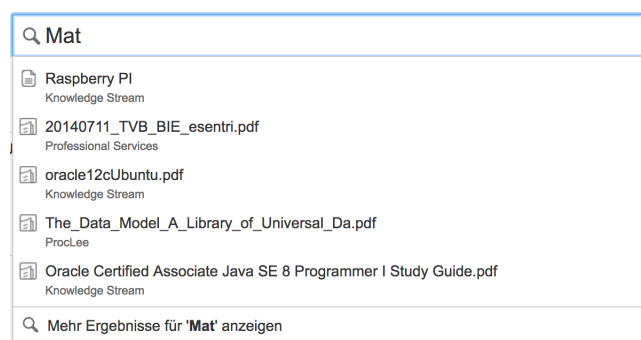 Mat
Raspberry PI
Knowledge Stream
20140711_TVB_BIE_esentri.pdf
Professional Services
oracle12cUbuntu.pdf
Knowledge Stream
The_Data_Model_A_Library_of_Universal_Da.pdf
ProcLee
Oracle Certified Associate Java SE 8 Programmer I Study Guide.pdf
Knowledge Stream
Mehr Ergebnisse für 'Mat' anzeigen